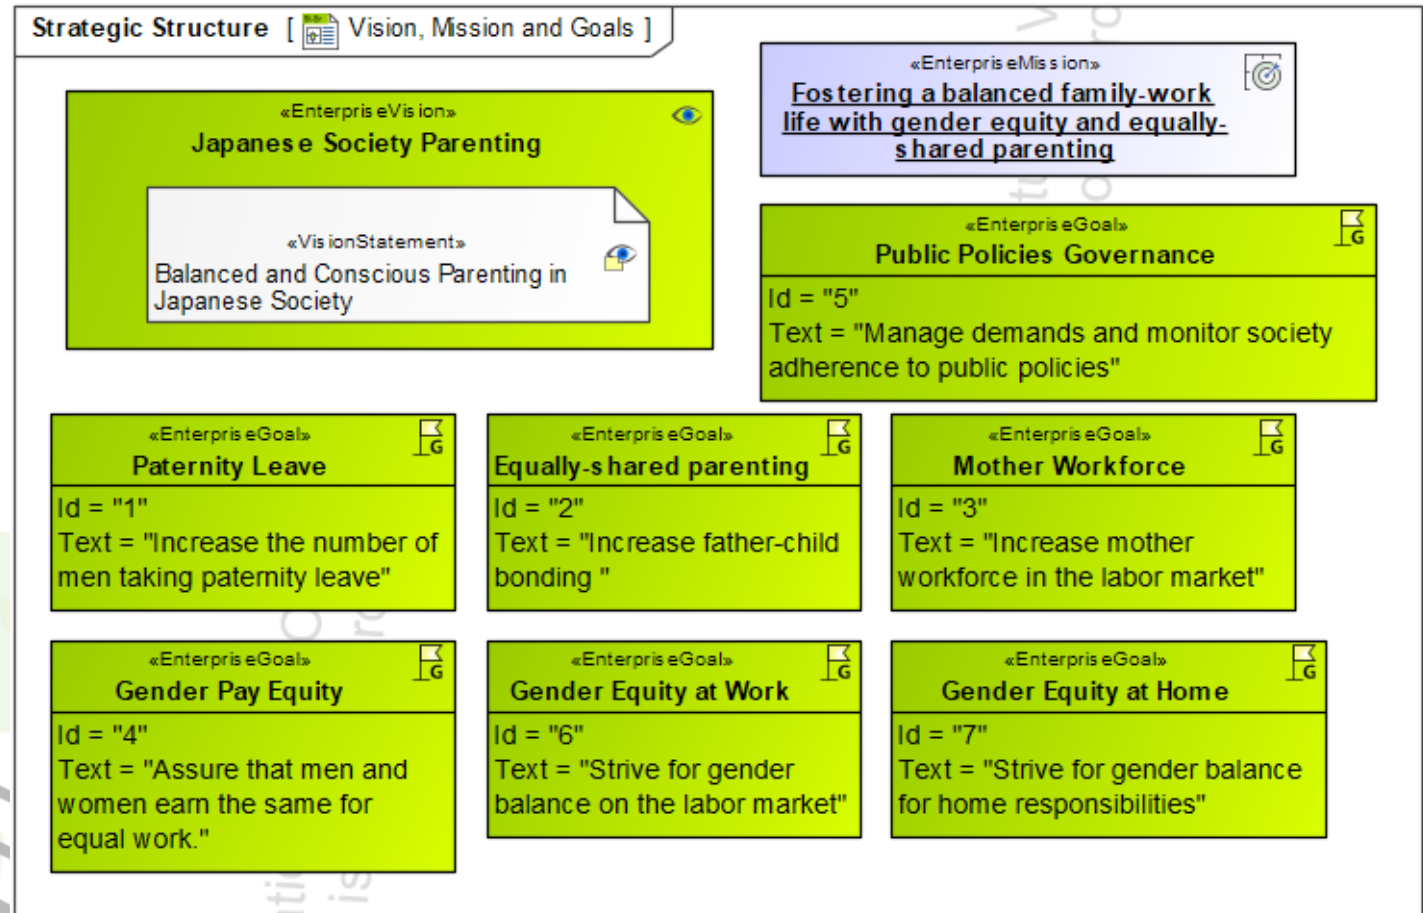 Strategic Structure [ Vision, Mission and Goals ]
«EnterpriseVision»
Japanese Society Parenting
«VisionStatement»
Balanced and Conscious Parenting in
Japanese Society
«EnterpriseMission»
Fostering a balanced family-work
life with gender equity and equally-
shared parenting
«EnterpriseGoal»
Public Policies Governance
Id = "5"
Text = "Manage demands and monitor society
adherence to public policies"
«EnterpriseGoal»
Paternity Leave
Id = "1"
Text = "Increase the number of
men taking paternity leave"
«EnterpriseGoal»
Equally-shared parenting
Id = "2"
Text = "Increase father-child
bonding "
«EnterpriseGoal»
Mother Workforce
Id = "3"
Text = "Increase mother
workforce in the labor market"
«EnterpriseGoal»
Gender Pay Equity
Id = "4"
Text = "Assure that men and
women earn the same for
equal work."
«EnterpriseGoal»
Gender Equity at Work
Id = "6"
Text = "Strive for gender
balance on the labor market"
«EnterpriseGoal»
Gender Equity at Home
Id = "7"
Text = "Strive for gender balance
for home responsibilities"